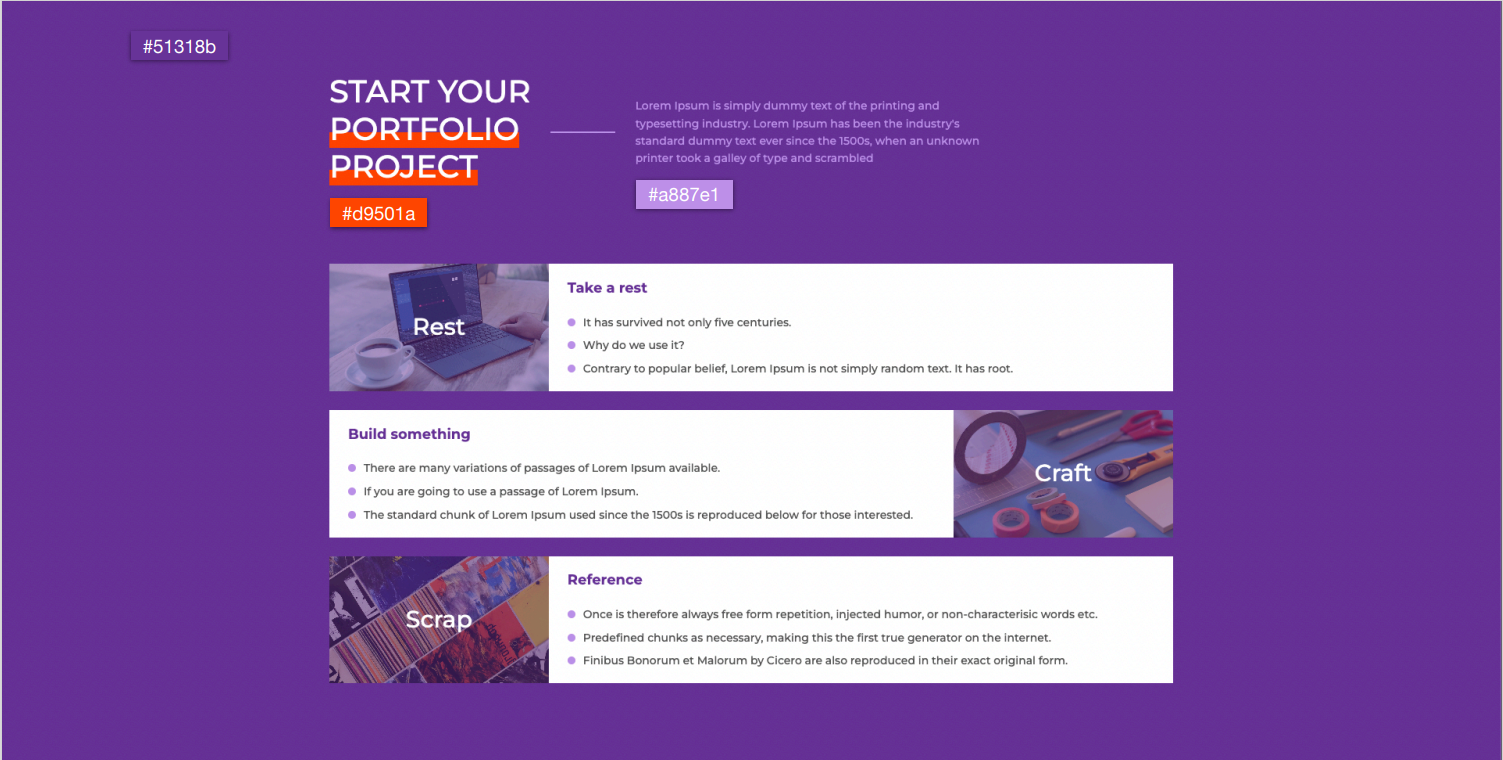 #51318b
START YOUR
PORTFOLIO
PROJECT
#d9501a
Lorem Ipsum is simply dummy text of the printing and
typesetting industry. Lorem Ipsum has been the industry's
standard dummy text ever since the 1500s, when an unknown
printer took a galley of type and scrambled
#a887e1
Rest
Take a rest
It has survived not only five centuries.
Why do we use it?
Contrary to popular belief, Lorem Ipsum is not simply random text. It has root.
Build something
There are many variations of passages of Lorem Ipsum available.
If you are going to use a passage of Lorem Ipsum.
The standard chunk of Lorem Ipsum used since the 1500s is reproduced below for those interested.
Craft
Scrap
Reference
Once is therefore always free form repetition, injected humor, or non-characterisic words etc.
Predefined chunks as necessary, making this the first true generator on the internet.
Finibus Bonorum et Malorum by Cicero are also reproduced in their exact original form.